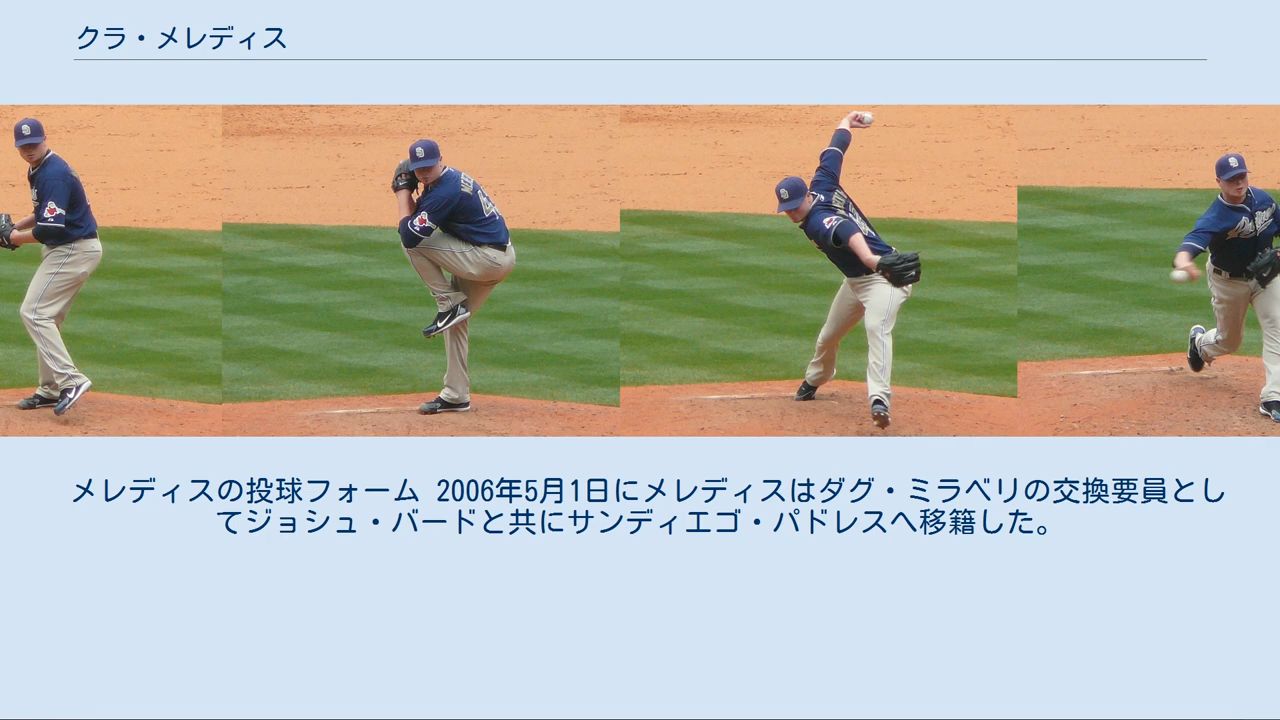 クラ・メレディス
メレディスの投球フォーム 2006年5月1日にメレディスはダグ・ミラベリの交換要員とし
てジョシュ・バードと共にサンディエゴ・パドレスへ移籍した。